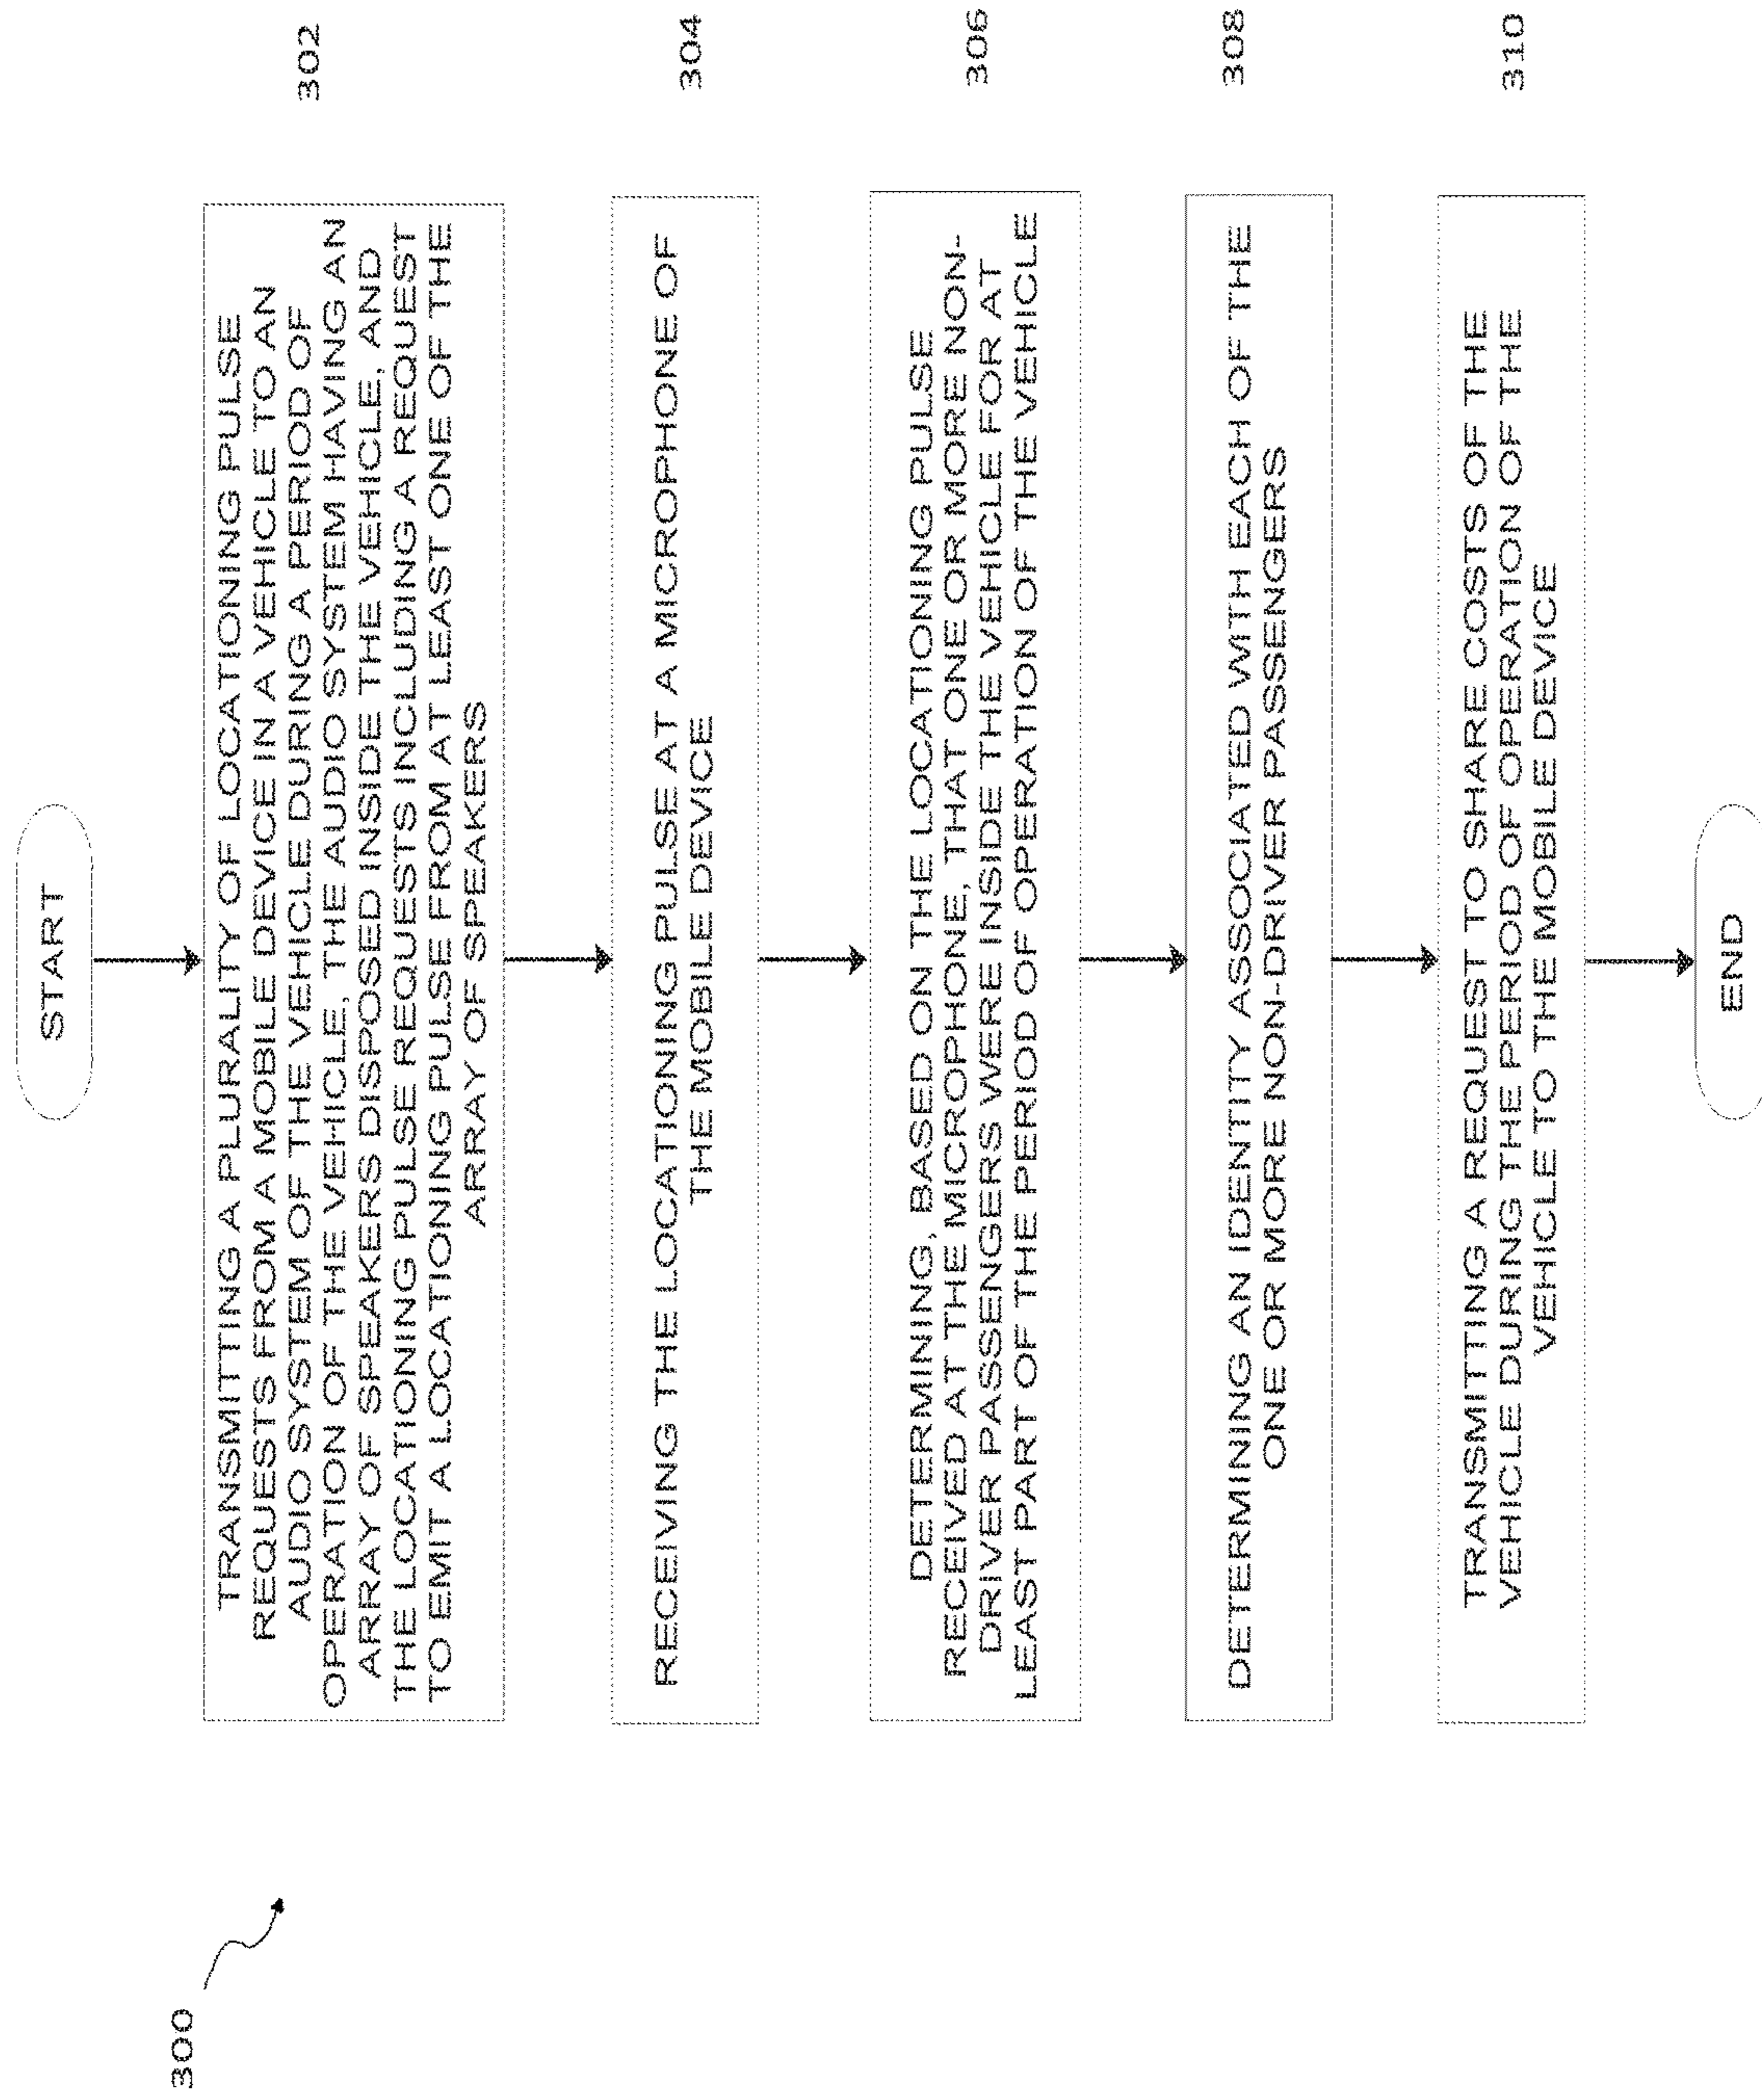 300
START
TRANSMITTING A PLURALITY OF LOCATIONING PULSE
REQUESTS FROM A MOBILE DEVICE IN A VEHICLE TO AN
AUDIO SYSTEM OF THE VEHICLE DURING A PERIOD OF
OPERATION OF THE VEHICLE, THE AUDIO SYSTEM HAVING AN
ARRAY OF SPEAKERS DISPOSED INSIDE THE VEHICLE, AND
THE LOCATIONING PULSE REQUESTS INCLUDING A REQUEST
TO EMIT A LOCATIONING PULSE FROM AT LEAST ONE OF THE
ARRAY OF SPEAKERS
302
RECEIVING THE LOCATIONING PULSE AT A MICROPHONE OF
THE MOBILE DEVICE
304
DETERMINING, BASED ON THE LOCATIONING PULSE
RECEIVED AT THE MICROPHONE, THAT ONE OR MORE NON-
DRIVER PASSENGERS WERE INSIDE THE VEHICLE FOR AT
LEAST PART OF THE PERIOD OF OPERATION OF THE VEHICLE
306
DETERMINING AN IDENTITY ASSOCIATED WITH EACH OF THE
ONE OR MORE NON-DRIVER PASSENGERS
308
TRANSMITTING A REQUEST TO SHARE COSTS OF THE
VEHICLE DURING THE PERIOD OF OPERATION OF THE
VEHICLE TO THE MOBILE DEVICE
310
END